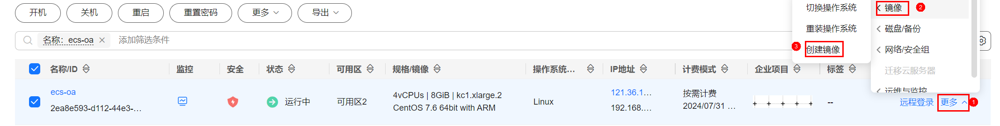 开机
关机
重启
重置密码
更多
导出
切换操作系统
镜像
2
名称：ecs-oa
添加筛选条件
重装操作系统
磁盘/备份
3
创建镜像
网络/安全组
名称/ID
监控
安全
状态
可用区
规格/镜像
操作系统...
IP地址
计费模式
企业项目
标签
迁移云服务器
运维与监控
ecs-oa
2ea8e593-d112-44e3-...
运行中
可用区2
4vCPUs | 8GiB | kc1.xlarge.2
CentOS 7.6 64bit with ARM
Linux
121.36.1...
192.168....
按需计费
2024/07/31 ...
--
远程登录
更多
1